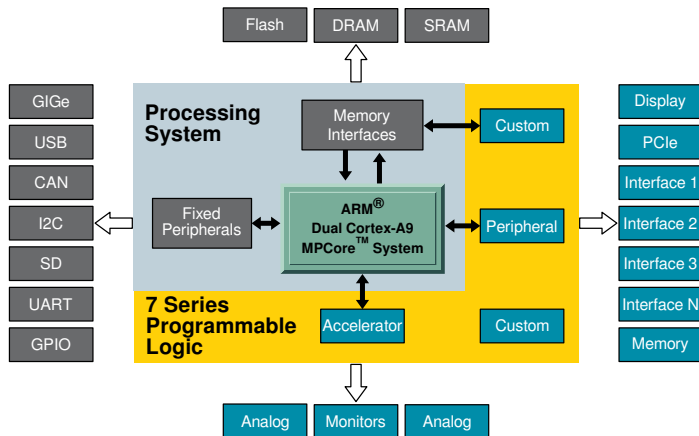 Flash
DRAM
SRAM
GIGe
USB
CAN
I2C
SD
UART
GPIO
Processing
System
Memory
Interfaces
Custom
Fixed
Peripherals
ARM®
Dual Cortex-A9
MPCore™ System
Peripheral
7 Series
Programmable
Logic
Accelerator
Custom
Display
PCIe
Interface 1
Interface 2
Interface 3
Interface N
Memory
Analog
Monitors
Analog